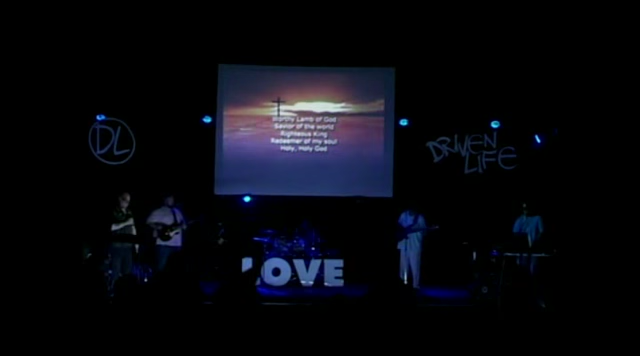 Worthy Lamb of God
Savior of the world
Righteous King
Redeemer of my soul
Holy, Holy God
DL
DRIVEN
LIFE
LOVE